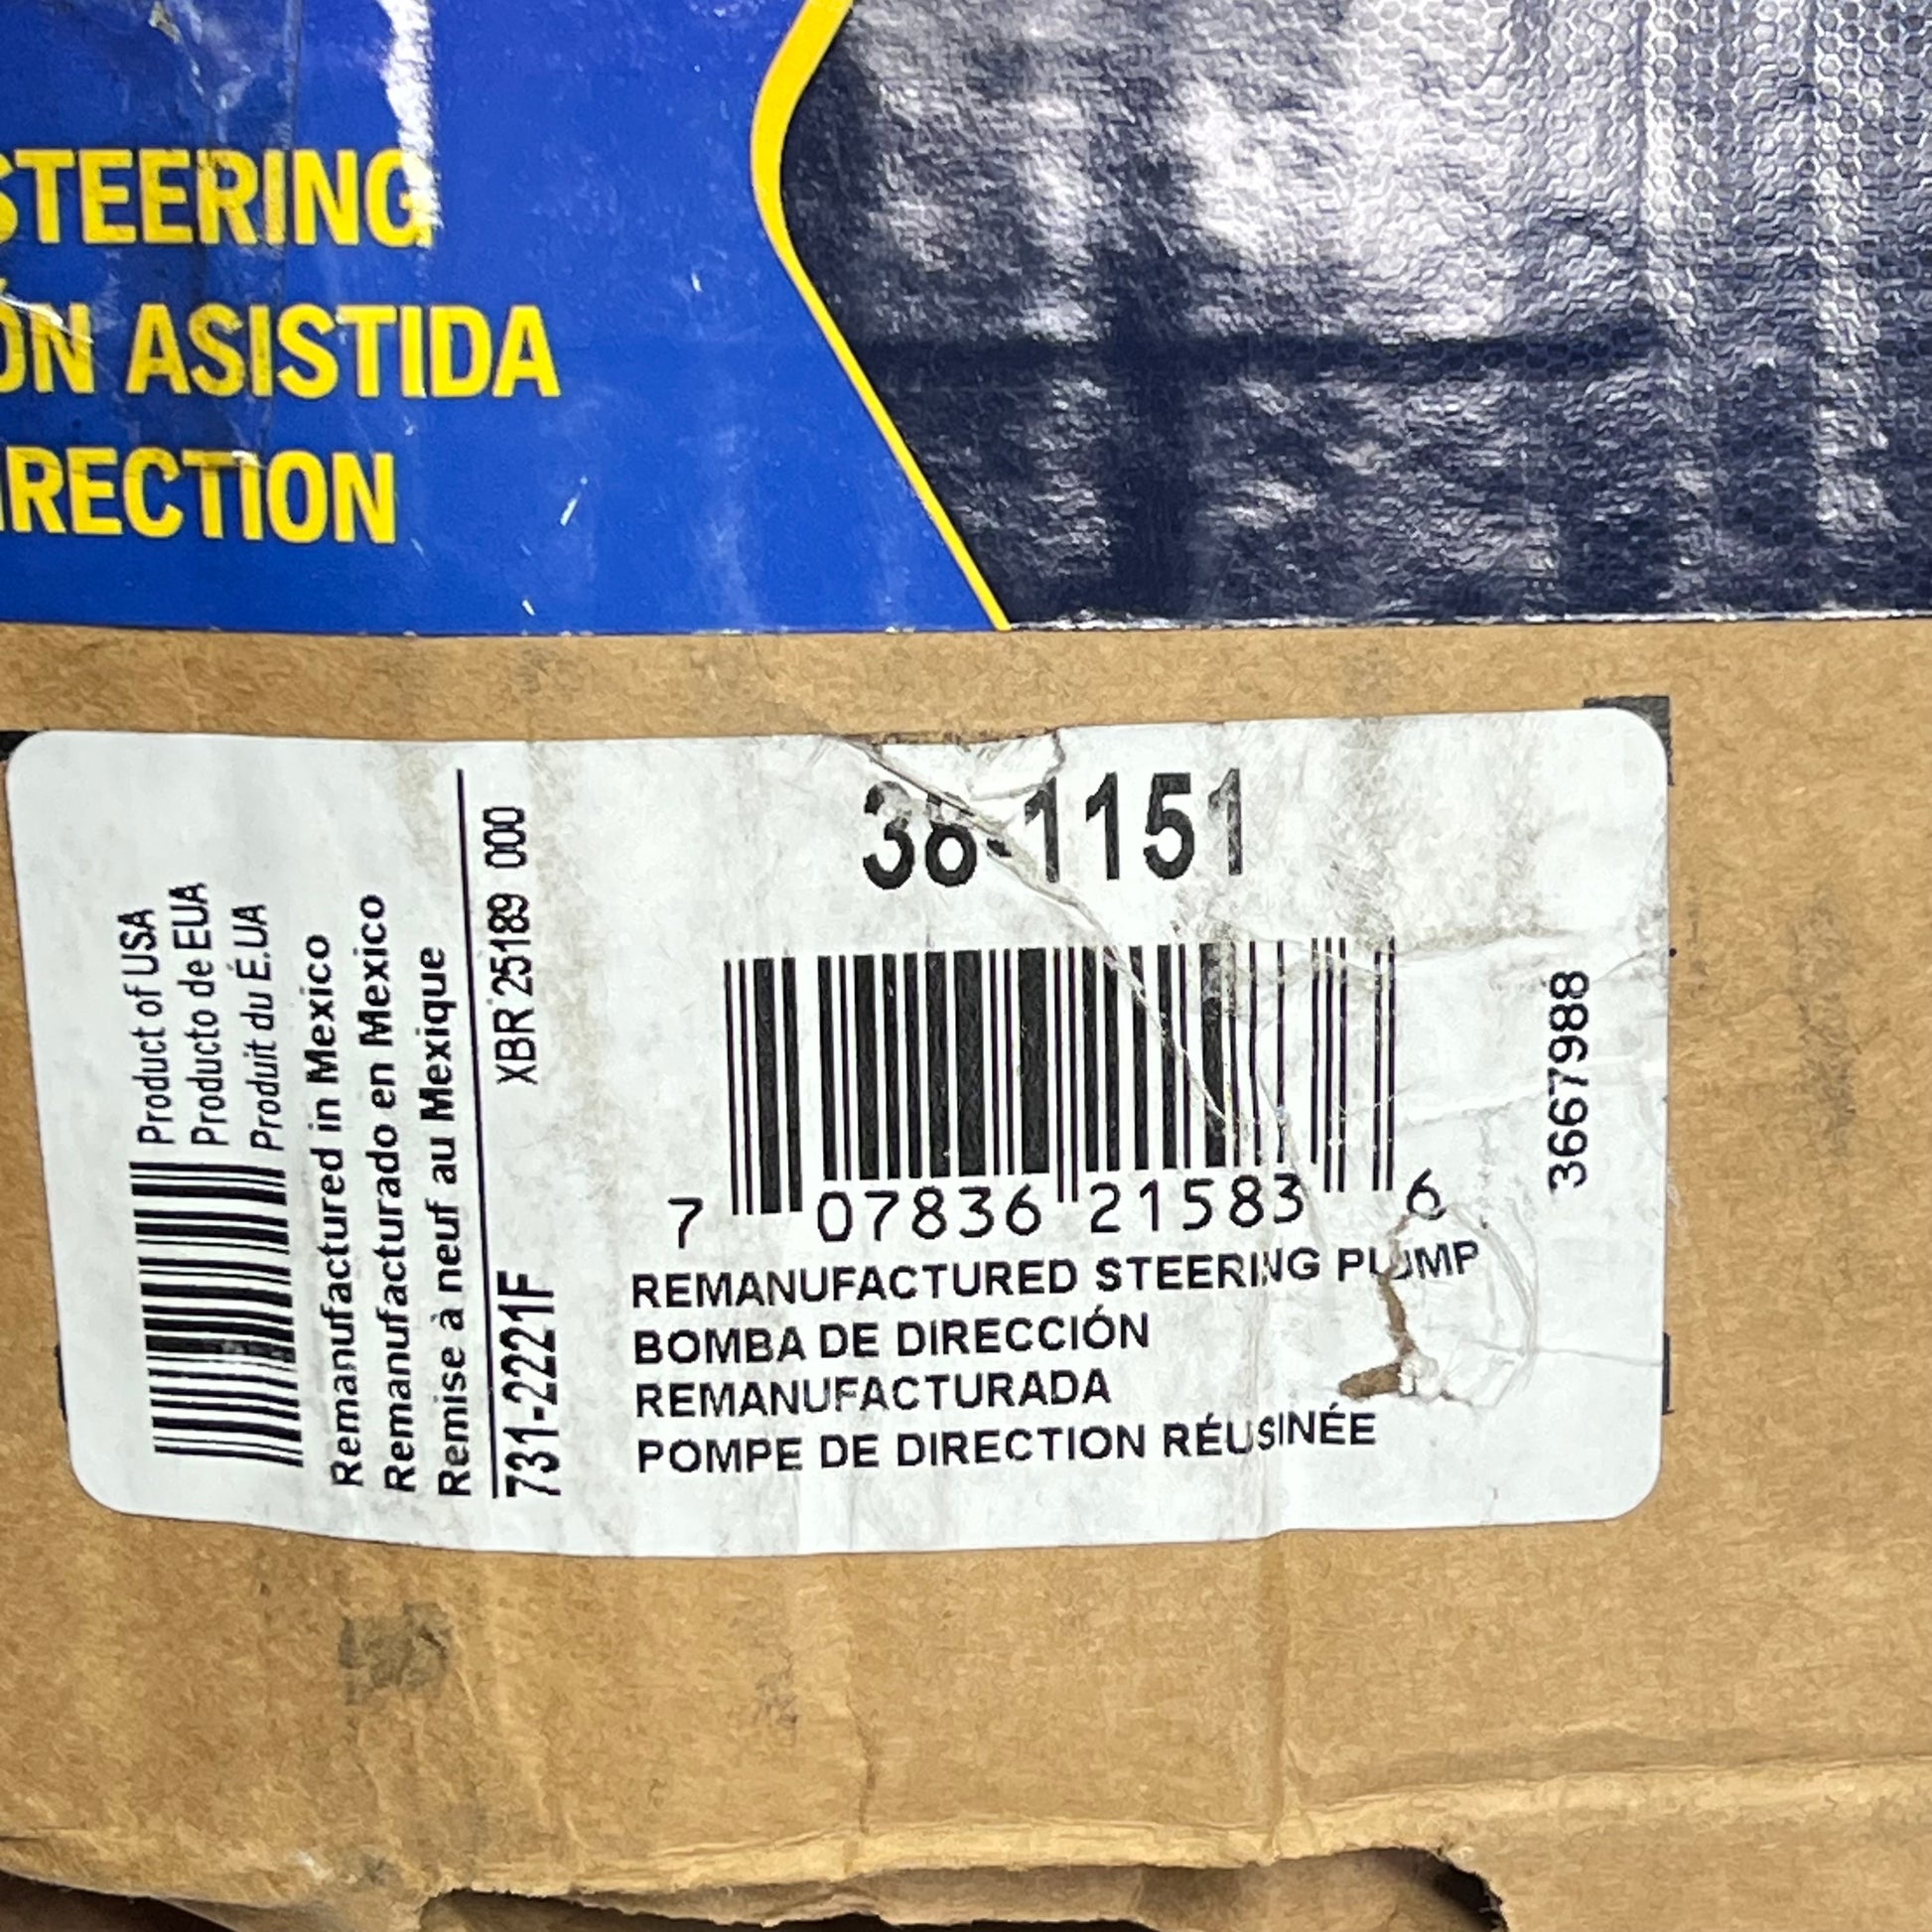 STEERING
ÓN ASISTIDA
IRECTION
Product of USA
Producto de EUA
Produit du É.UA
Remanufactured in Mexico
Remanufacturado en Mexico
Remise à neuf au Mexique
XBR 25189 000
731-2221F
38-1151
7 07836 21583 6
REMANUFACTURED STEERING PUMP
BOMBA DE DIRECCIÓN
REMANUFACTURADA
POMPE DE DIRECTION RÉUSINÉE
3667988